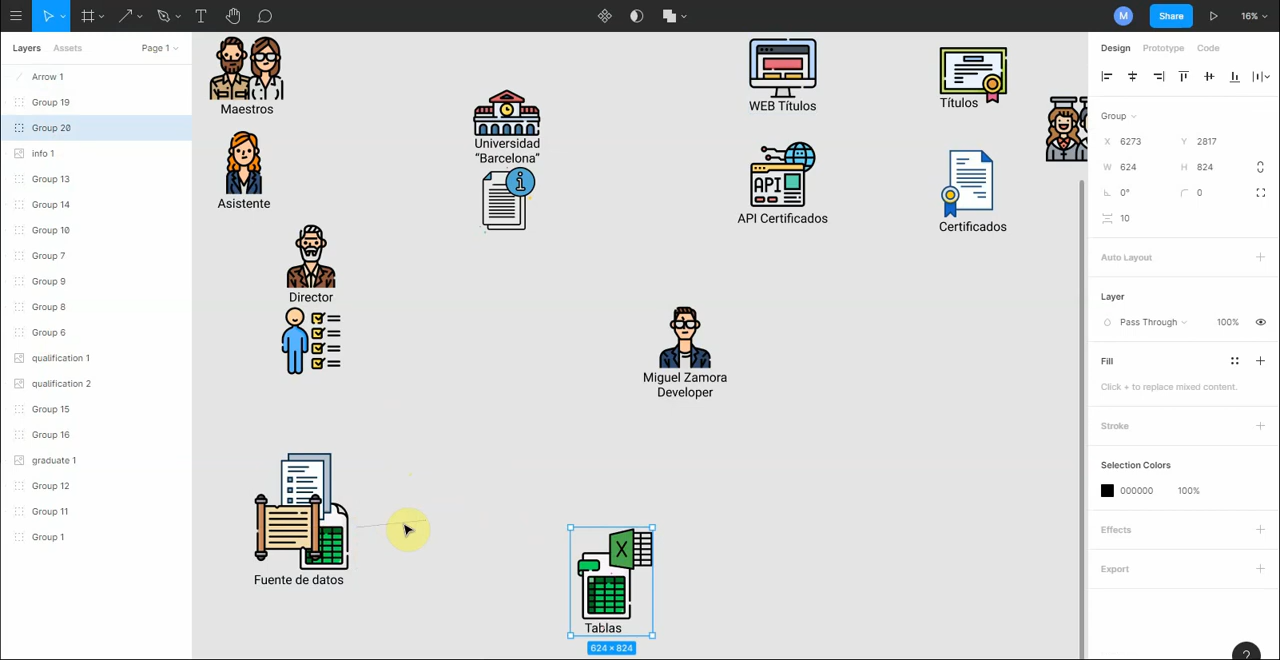 M
Share
16%
Layers
Assets
Page 1
Arrow 1
Group 19
Group 20
info 1
Group 13
Group 14
Group 10
Group 7
Group 9
Group 8
Group 6
qualification 1
qualification 2
Group 15
Group 16
graduate 1
Group 12
Group 11
Group 1
Maestros
Asistente
Director
Universidad
“Barcelona”
i
WEB Títulos
API
API Certificados
Títulos
Certificados
Miguel Zamora
Developer
Fuente de datos
X
Tablas
624 × 824
Design
Prototype
Code
Group
X 6273
Y 2817
W 624
H 824
0°
0
10
Auto Layout
Layer
Pass Through
100%
Fill
Click + to replace mixed content.
Stroke
Selection Colors
000000
100%
Effects
Export
?